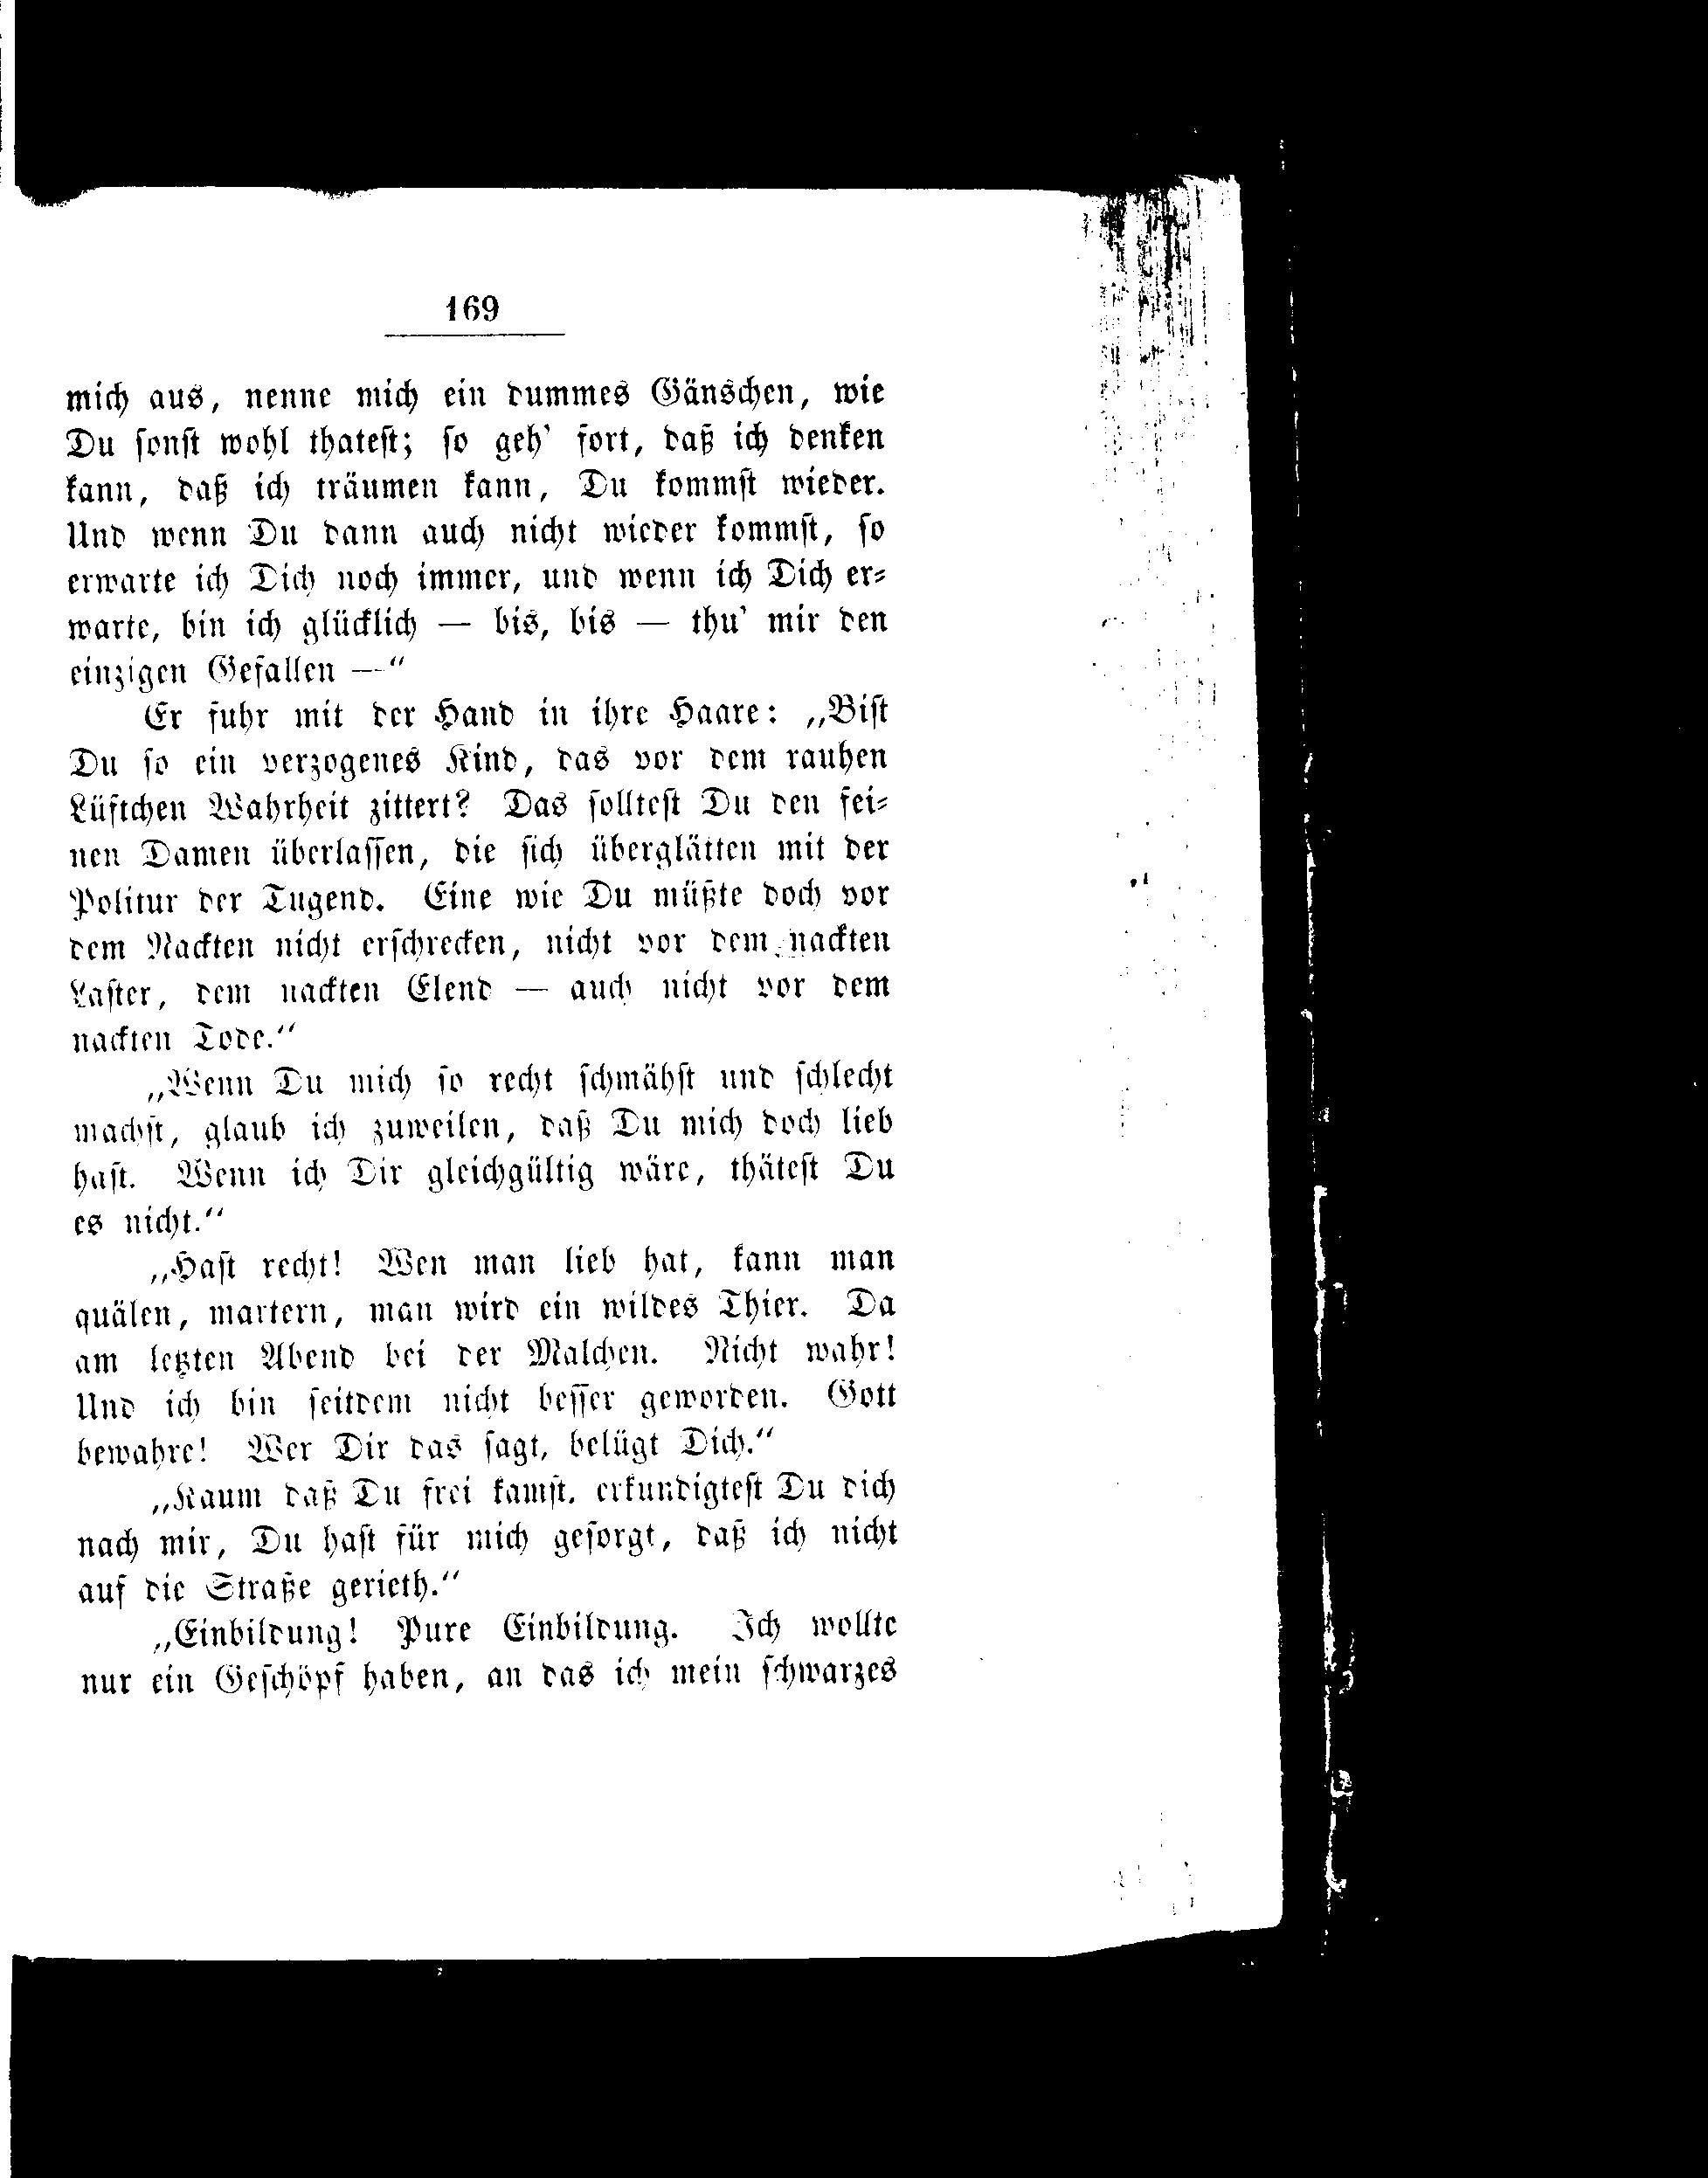 169
mich aus, nenne mich ein dummes Gänschen, wie
Du ſonſt wohl thateſt; ſo geh' fort, daß ich denken
kann, daß ich träumen kann, Du kommſt wieder.
Und wenn Du dann auch nicht wieder kommſt, ſo
erwarte ich Dich noch immer, und wenn ich Dich er-
warte, bin ich glücklich — bis, bis — thu' mir den
einzigen Gefallen —“
Er fuhr mit der Hand in ihre Haare: „Biſt
Du ſo ein verzogenes Kind, das vor dem rauhen
Lüftchen Wahrheit zittert? Das ſollteſt Du den fei-
nen Damen überlaſſen, die ſich überglätten mit der
Politur der Tugend. Eine wie Du müßte doch vor
dem Nackten nicht erſchrecken, nicht vor dem nackten
Laſter, dem nackten Elend — auch nicht vor dem
nackten Tode.“
„Wenn Du mich ſo recht ſchmähſt und ſchlecht
machſt, glaub ich zuweilen, daß Du mich doch lieb
haſt. Wenn ich Dir gleichgültig wäre, thäteſt Du
es nicht.“
„Haſt recht! Wen man lieb hat, kann man
quälen, martern, man wird ein wildes Thier. Da
am letzten Abend bei der Malchen. Nicht wahr!
Und ich bin ſeitdem nicht beſſer geworden. Gott
bewahre! Wer Dir das ſagt, belügt Dich.“
„Kaum daß Du frei kamſt, erkundigteſt Du dich
nach mir, Du haſt für mich geſorgt, daß ich nicht
auf die Straße gerieth.“
„Einbildung! Pure Einbildung. Ich wollte
nur ein Geſchöpf haben, an das ich mein ſchwarzes